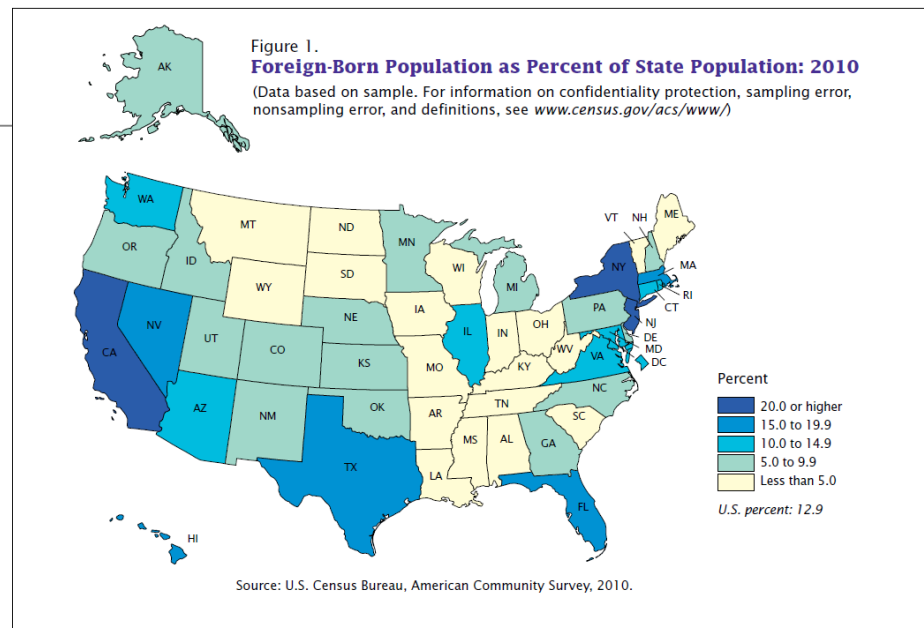 AK
Figure 1.
Foreign-Born Population as Percent of State Population: 2010
(Data based on sample. For information on confidentiality protection, sampling error,
nonsampling error, and definitions, see www.census.gov/acs/www/)
WA
MT
ND
MN
VT
NH
ME
OR
ID
SD
WI
MI
NY
MA
WY
RI
CT
IA
PA
NJ
NV
NE
IL
IN
OH
DE
MD
DC
UT
CO
CA
KS
MO
WV
VA
KY
NC
AZ
NM
OK
AR
TN
SC
MS
AL
GA
TX
LA
FL
HI
Percent
20.0 or higher
15.0 to 19.9
10.0 to 14.9
5.0 to 9.9
Less than 5.0
U.S. percent: 12.9
Source: U.S. Census Bureau, American Community Survey, 2010.